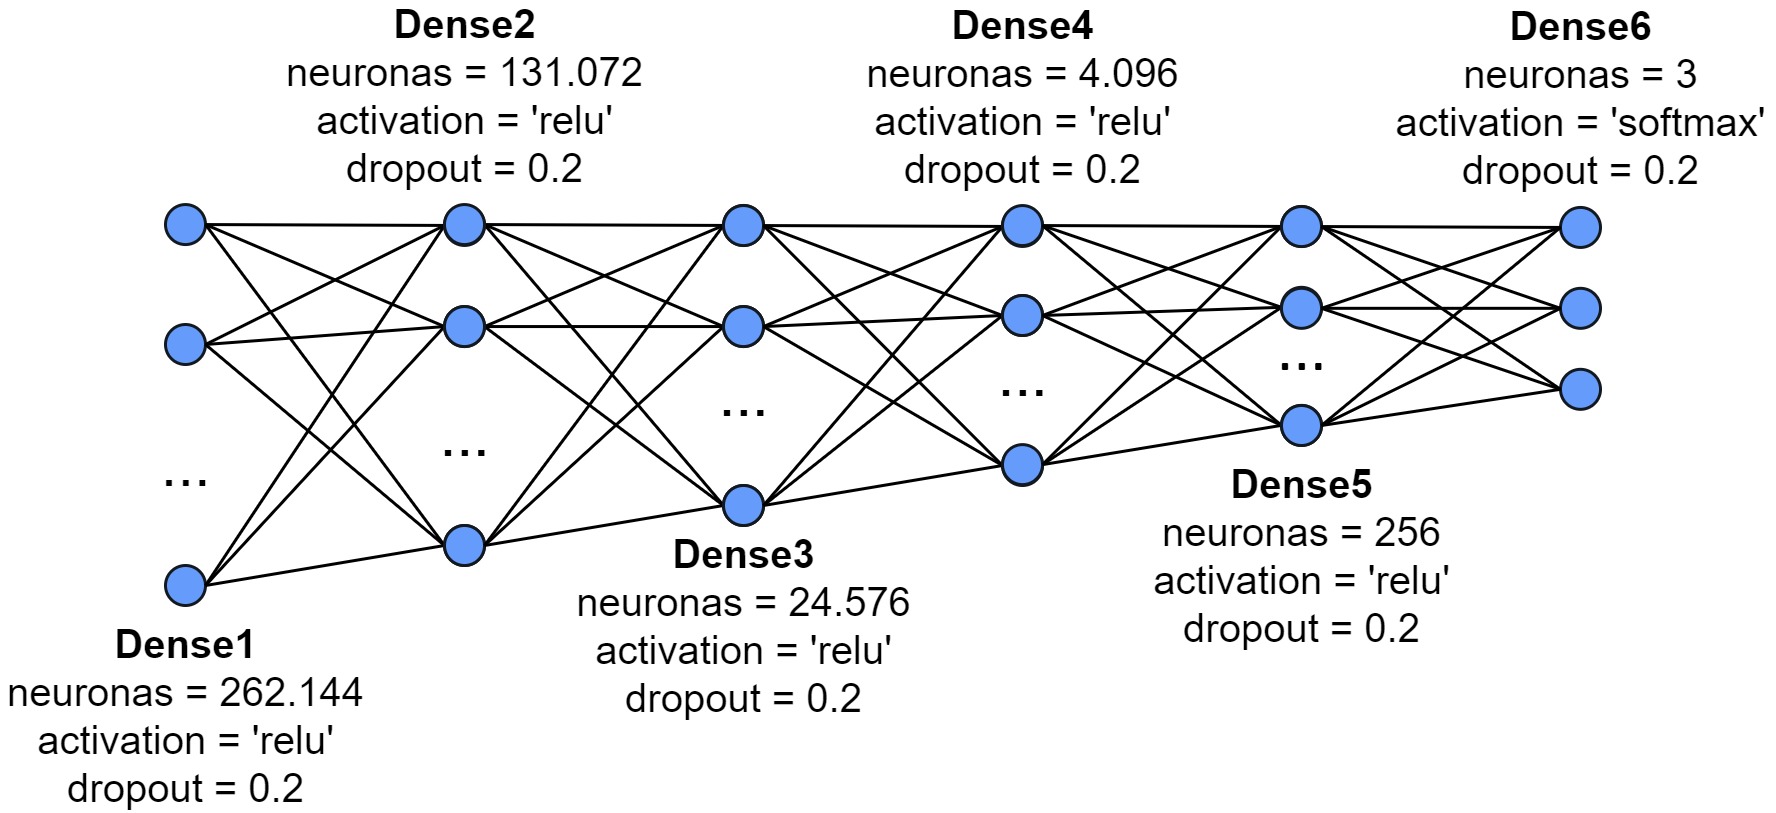 Dense2
neuronas = 131.072
activation = 'relu'
dropout = 0.2
Dense4
neuronas = 4.096
activation = 'relu'
dropout = 0.2
Dense6
neuronas = 3
activation = 'softmax'
dropout = 0.2
...
...
...
...
...
Dense1
neuronas = 262.144
activation = 'relu'
dropout = 0.2
Dense3
neuronas = 24.576
activation = 'relu'
dropout = 0.2
Dense5
neuronas = 256
activation = 'relu'
dropout = 0.2